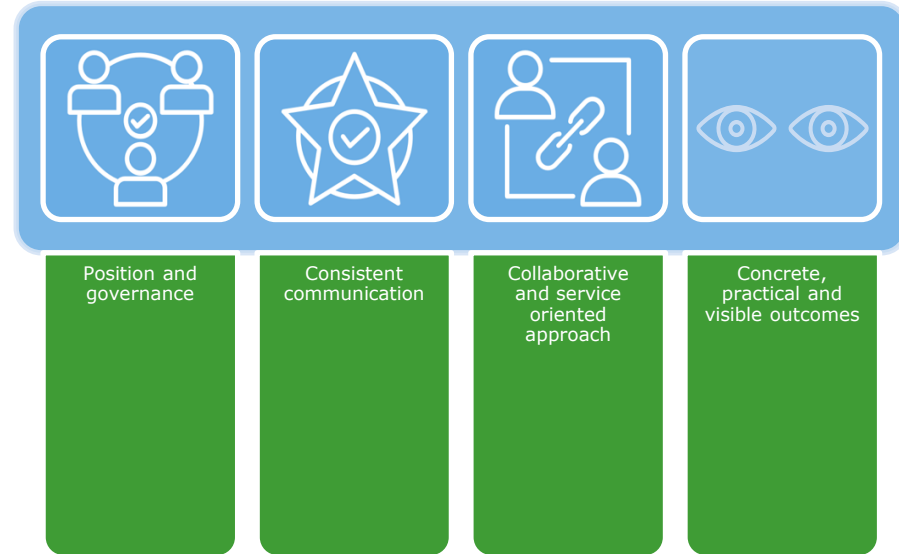 Position and
governance
Consistent
communication
Collaborative
and service
oriented
approach
Concrete,
practical and
visible outcomes